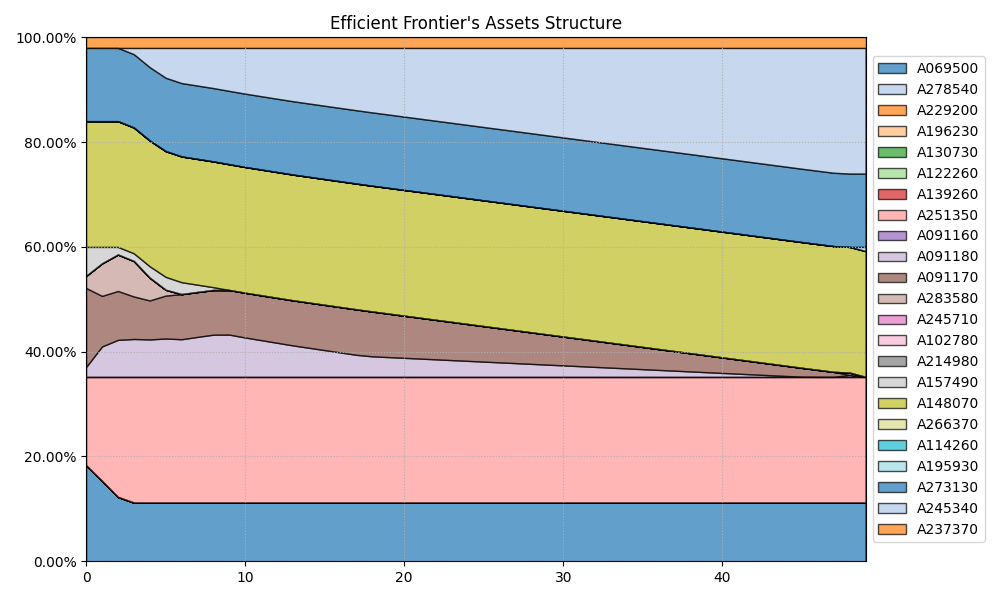 Efficient Frontier's Assets Structure
100.00%
80.00%
60.00%
40.00%
20.00%
0.00%
0
10
20
30
40
A069500
A278540
A229200
A196230
A130730
A122260
A139260
A251350
A091160
A091180
A091170
A283580
A245710
A102780
A214980
A157490
A148070
A266370
A114260
A195930
A273130
A245340
A237370